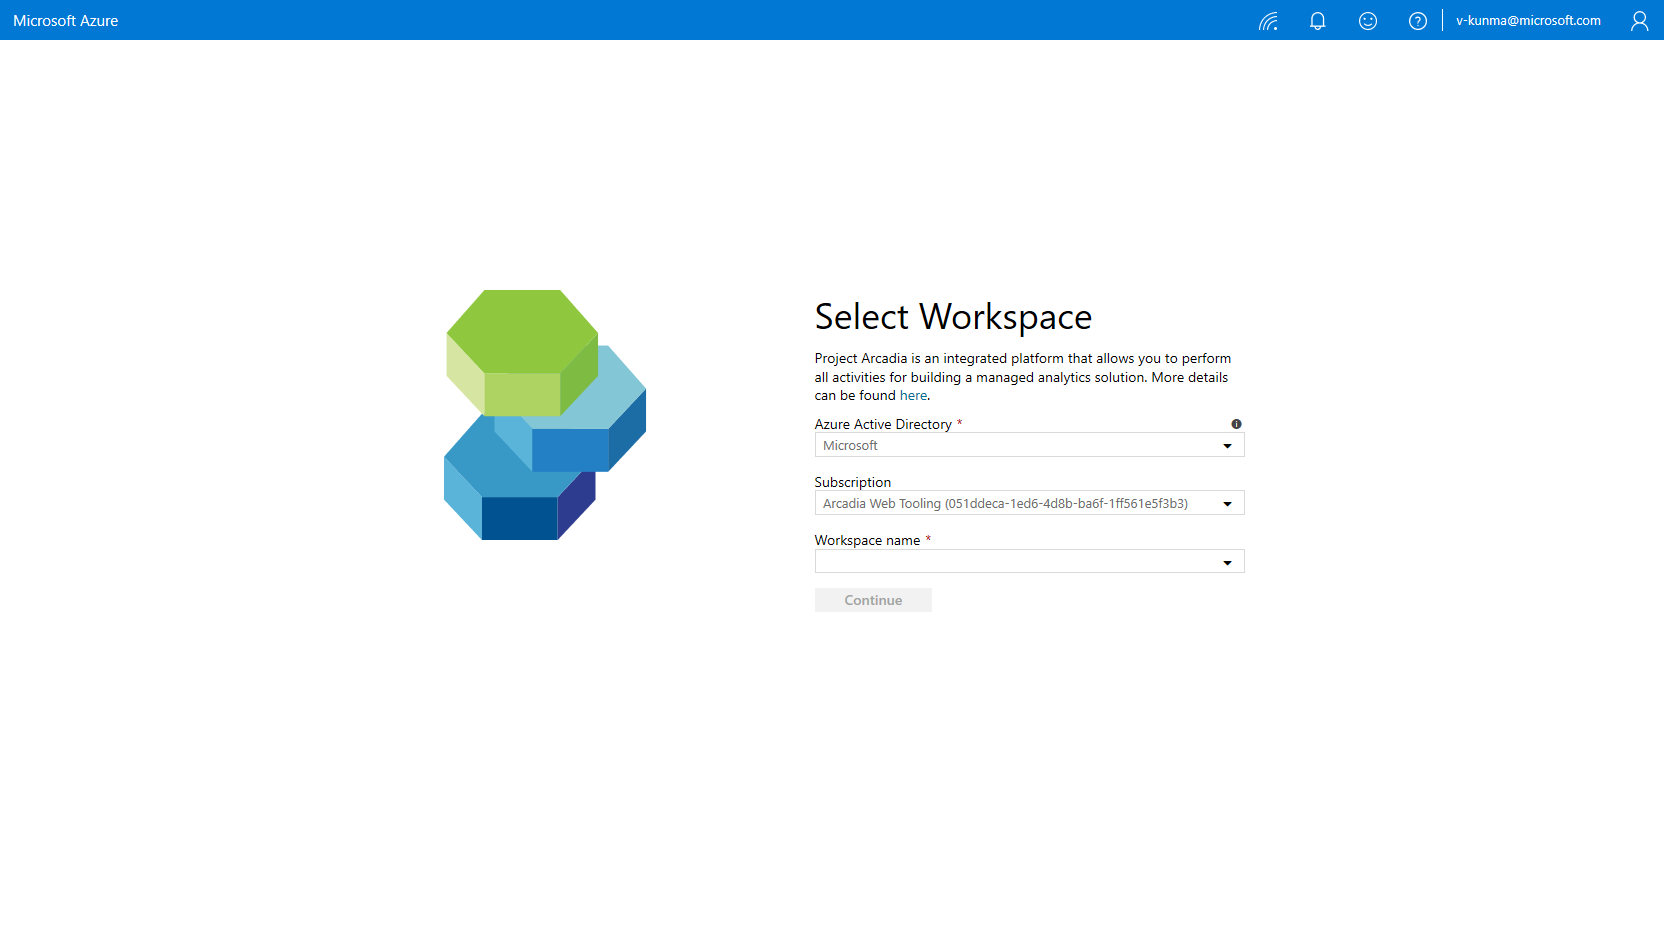 Microsoft Azure
v-kunma@microsoft.com
Select Workspace
Project Arcadia is an integrated platform that allows you to perform
all activities for building a managed analytics solution. More details
can be found here.
Azure Active Directory *
Microsoft
Subscription
Arcadia Web Tooling (051ddeca-1ed6-4d8b-ba6f-1ff561e5f3b3)
Workspace name *
Continue